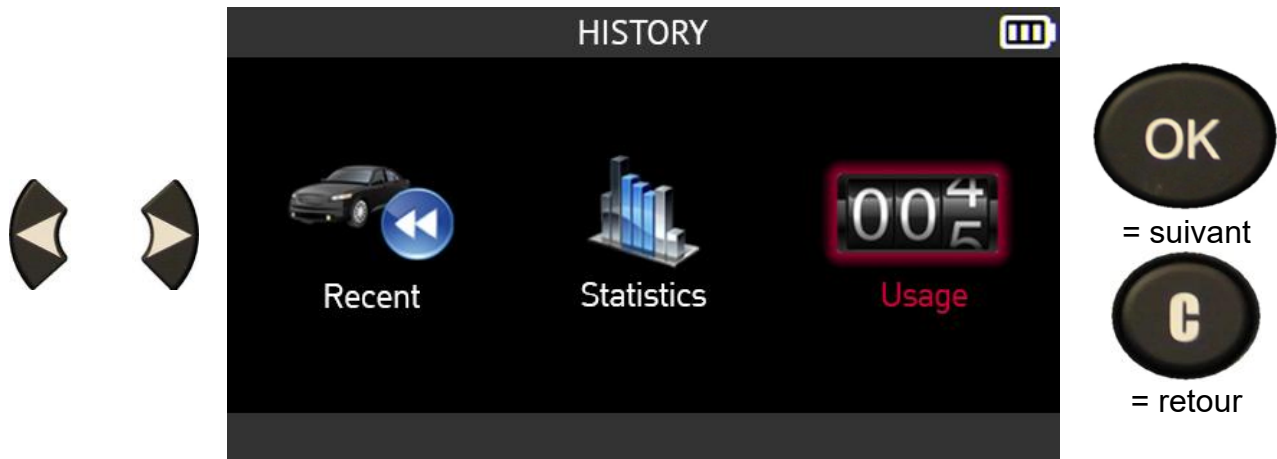 HISTORY
OK
= suivant
Recent
Statistics
Usage
C
= retour